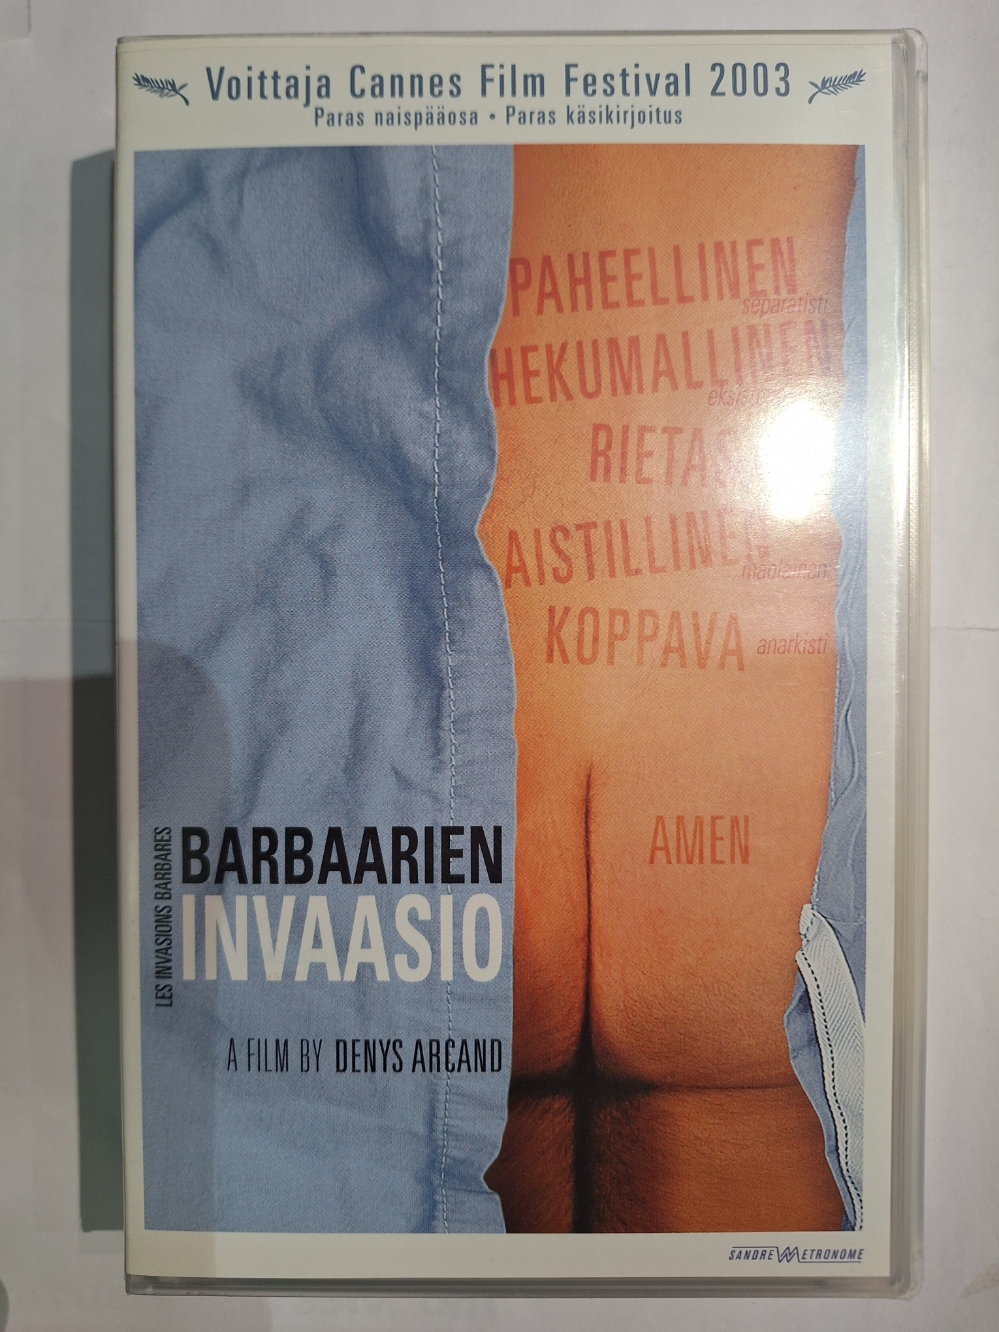 Voittaja Cannes Film Festival 2003
Paras naispääosa • Paras käsikirjoitus
PAHEELLINEN
separatisti
HEKUMALLINEN
RIETAS
AISTILLINEN
maolainen
KOPPAVA
anarkisti
AMEN
LES INVASIONS BARBARES
BARBAARIEN
INVAASIO
A FILM BY DENYS ARCAND
SANDREW METRONOME